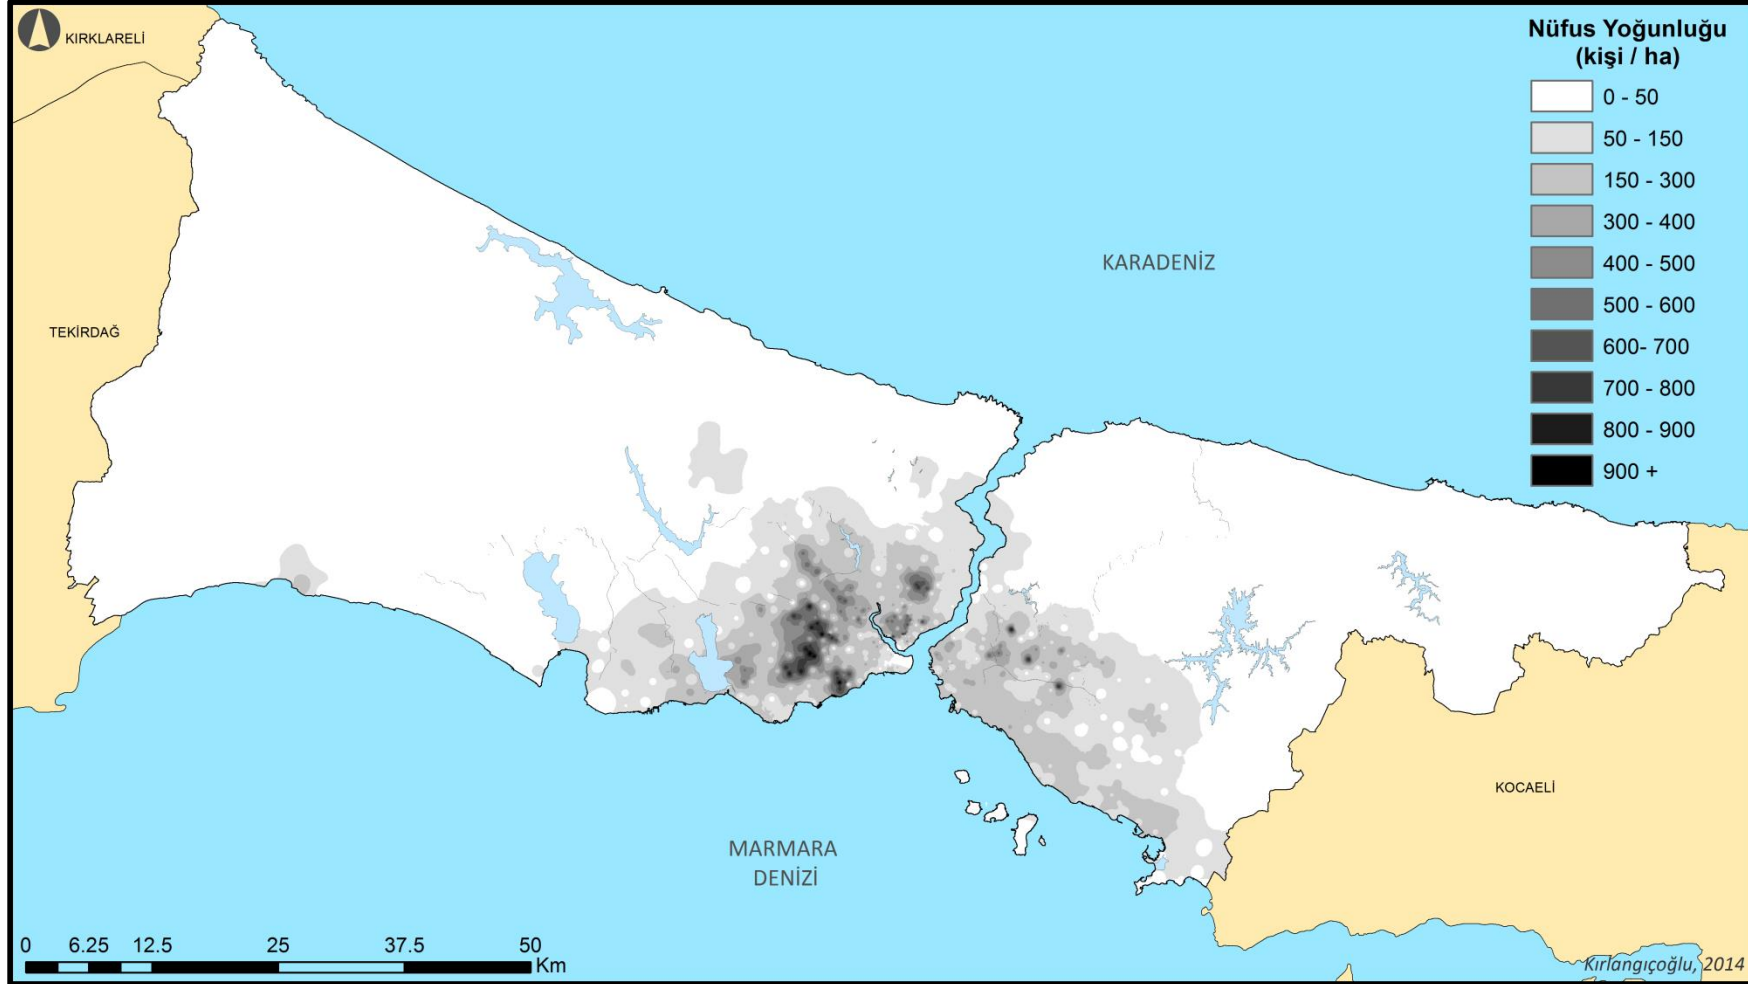 KIRKLARELİ
Nüfus Yoğunluğu
(kişi / ha)
0 - 50
50 - 150
150 - 300
300 - 400
400 - 500
500 - 600
600- 700
700 - 800
800 - 900
900 +
KARADENİZ
TEKİRDAĞ
KOCAELİ
MARMARA
DENİZİ
0 6.25 12.5 25 37.5 50
Km
Kırlangıçoğlu, 2014